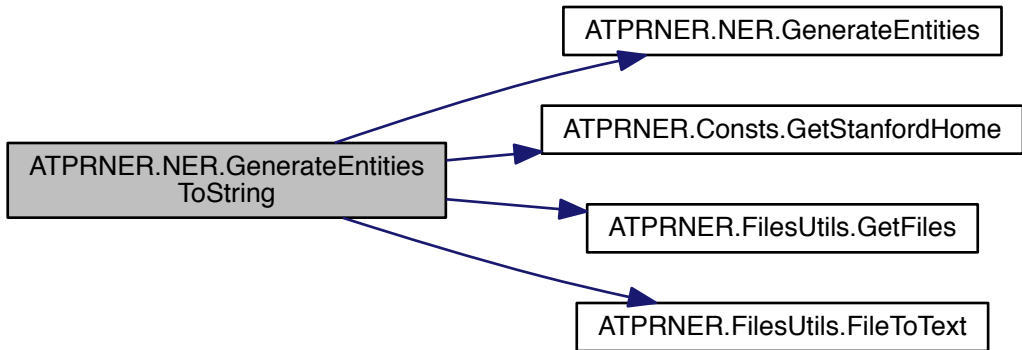 ATPRNER.NER.GenerateEntities
ToString
ATPRNER.NER.GenerateEntities
ATPRNER.Consts.GetStanfordHome
ATPRNER.FilesUtils.GetFiles
ATPRNER.FilesUtils.FileToText